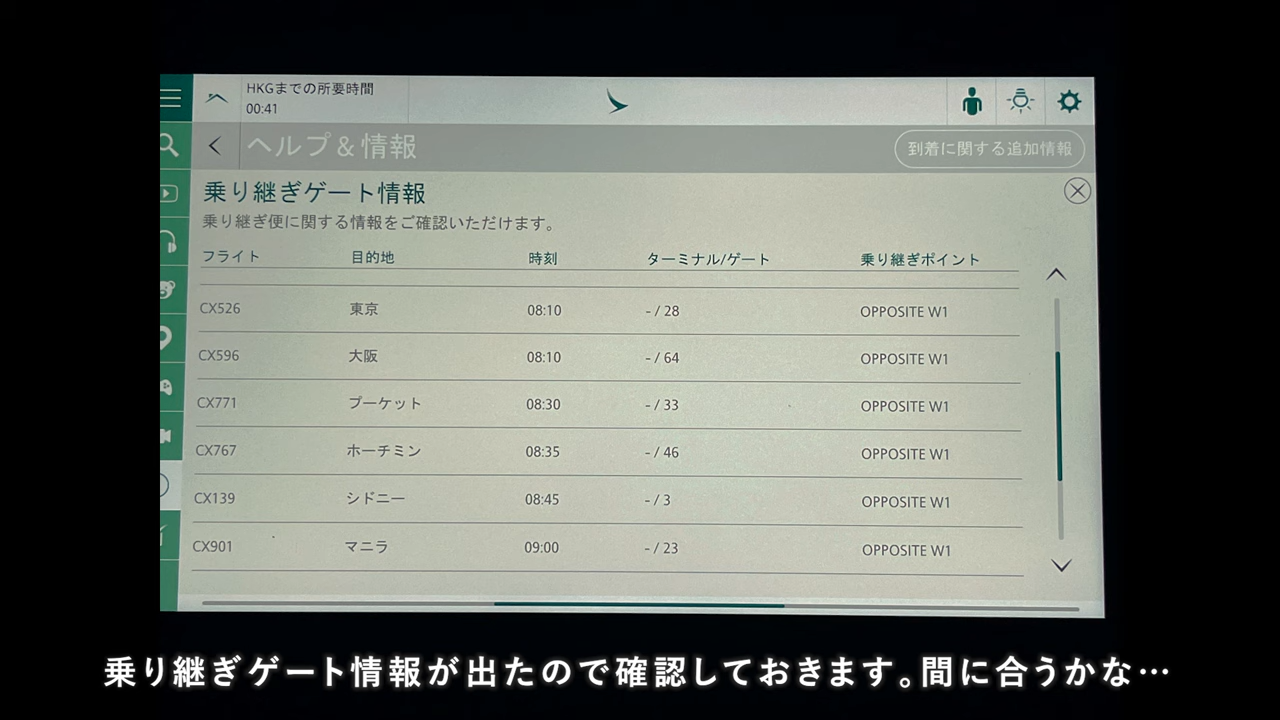 HKGまでの所要時間
00:41
ヘルプ＆情報
到着に関する追加情報
乗り継ぎゲート情報
乗り継ぎ便に関する情報をご確認いただけます。
フライト 目的地 時刻 ターミナル/ゲート 乗り継ぎポイント
CX526 東京 08:10 - / 28 OPPOSITE W1
CX596 大阪 08:10 - / 64 OPPOSITE W1
CX771 プーケット 08:30 - / 33 OPPOSITE W1
CX767 ホーチミン 08:35 - / 46 OPPOSITE W1
CX139 シドニー 08:45 - / 3 OPPOSITE W1
CX901 マニラ 09:00 - / 23 OPPOSITE W1
乗り継ぎゲート情報が出たので確認しておきます。間に合うかな…